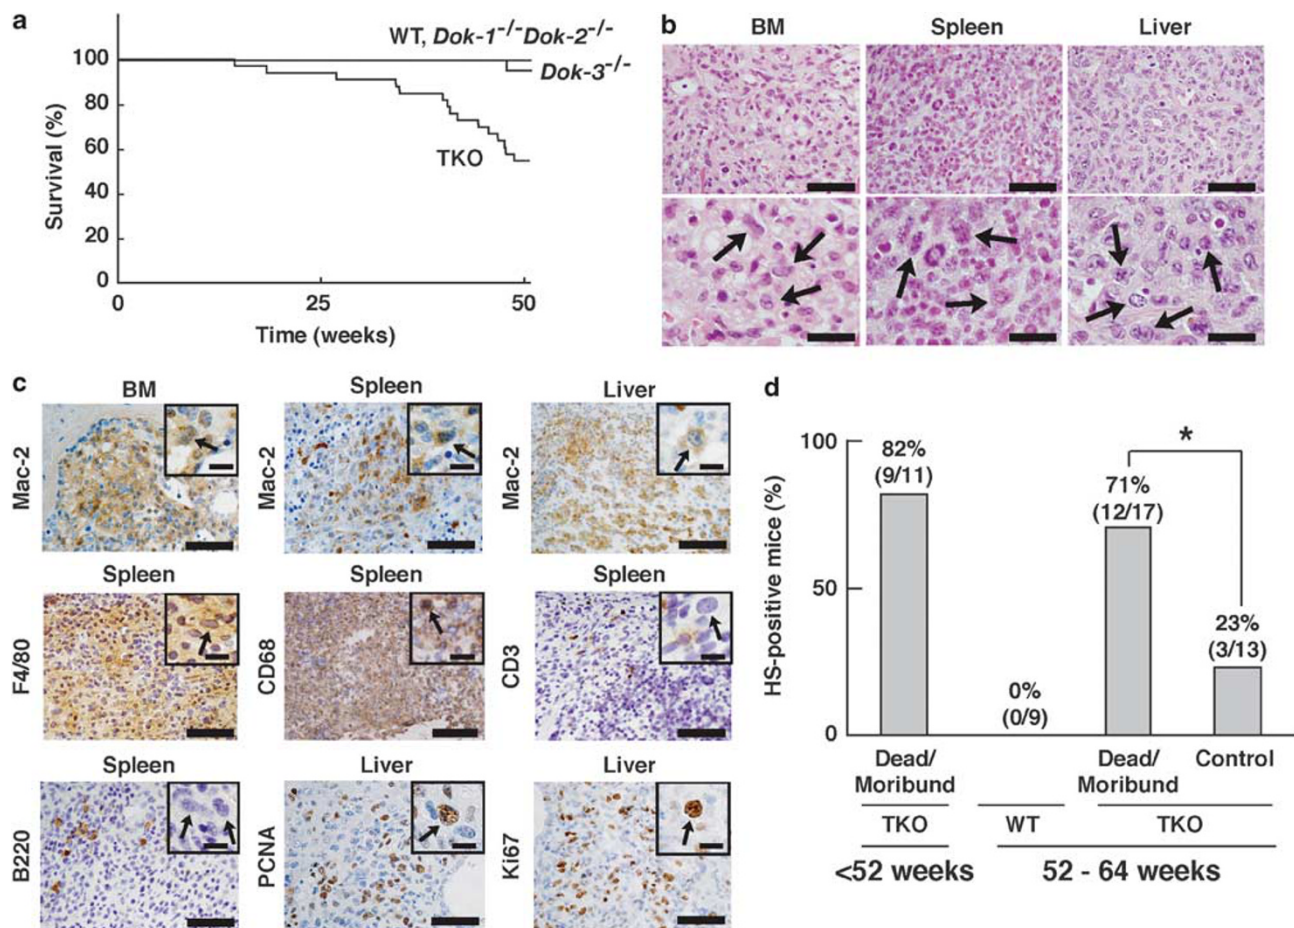 a
WT, Dok-1-/-Dok-2-/-
Dok-3-/-
TKO
100
80
60
40
20
0
Survival (%)
0
25
50
Time (weeks)
b
BM
Spleen
Liver
c
BM
Spleen
Liver
Mac-2
Mac-2
Mac-2
Spleen
Spleen
Spleen
F4/80
CD68
CD3
Spleen
Liver
Liver
B220
PCNA
Ki67
d
HS-positive mice (%)
100
50
0
82%
(9/11)
0%
(0/9)
71%
(12/17)
*
23%
(3/13)
Dead/
Moribund
Dead/
Moribund
Control
TKO
WT
TKO
<52 weeks
52 - 64 weeks